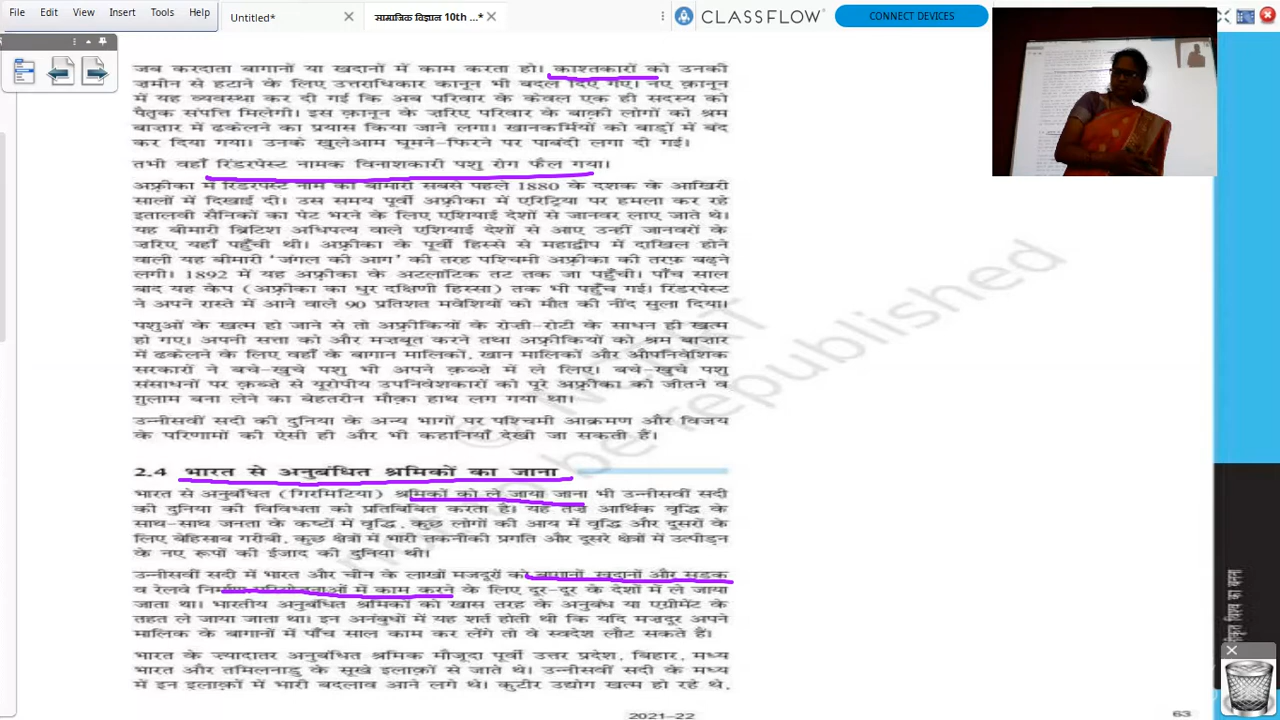 File Edit View Insert Tools Help
Untitled*
सामाजिक विज्ञान 10th ...*
CLASSFLOW
CONNECT DEVICES
जब करदाता बागानों या खदानों में काम करता हो। काश्तकारों को उनकी
ज़मीन से हटाने के लिए उत्तराधिकार कानून भी बदल दिए गए। नए क़ानून
में यह व्यवस्था कर दी गई कि अब परिवार के केवल एक ही सदस्य को
पैतृक संपत्ति मिलेगी। इस क़ानून के ज़रिए परिवार के बाक़ी लोगों को श्रम
बाज़ार में ढकेलने का प्रयास किया जाने लगा। खानकर्मियों को बाड़ों में बंद
कर दिया गया। उनके खुलेआम घूमने-फिरने पर पाबंदी लगा दी गई।
तभी वहाँ रिंडरपेस्ट नामक विनाशकारी पशु रोग फैल गया।
अफ़्रीका में रिंडरपेस्ट नाम की बीमारी सबसे पहले 1880 के दशक के आखिरी
सालों में दिखाई दी। उस समय पूर्वी अफ़्रीका में एरिट्रिया पर हमला कर रहे
इतालवी सैनिकों का पेट भरने के लिए एशियाई देशों से जानवर लाए जाते थे।
यह बीमारी ब्रिटिश आधिपत्य वाले एशियाई देशों से आए उन्हीं जानवरों के
ज़रिए यहाँ पहुँची थी। अफ़्रीका के पूर्वी हिस्से से महाद्वीप में दाखिल होने
वाली यह बीमारी 'जंगल की आग' की तरह पश्चिमी अफ़्रीका की तरफ़ बढ़ने
लगी। 1892 में यह अफ़्रीका के अटलांटिक तट तक जा पहुँची। पाँच साल
बाद यह केप (अफ़्रीका का धुर दक्षिणी हिस्सा) तक भी पहुँच गई। रिंडरपेस्ट
ने अपने रास्ते में आने वाले 90 प्रतिशत मवेशियों को मौत की नींद सुला दिया।
पशुओं के खत्म हो जाने से तो अफ़्रीकियों के रोज़ी-रोटी के साधन ही खत्म
हो गए। अपनी सत्ता को और मज़बूत करने तथा अफ़्रीकियों को श्रम बाज़ार
में ढकेलने के लिए वहाँ के बागान मालिकों, खान मालिकों और औपनिवेशिक
सरकारों ने बचे-खुचे पशु भी अपने क़ब्ज़े में ले लिए। बचे-खुचे पशु
संसाधनों पर क़ब्ज़े से यूरोपीय उपनिवेशकारों को पूरे अफ़्रीका को जीतने व
ग़ुलाम बना लेने का बेहतरीन मौक़ा हाथ लग गया था।
उन्नीसवीं सदी की दुनिया के अन्य भागों पर पश्चिमी आक्रमण और विजय
के परिणामों की ऐसी ही और भी कहानियाँ देखी जा सकती हैं।
2.4 भारत से अनुबंधित श्रमिकों का जाना
भारत से अनुबंधित (गिरमिटिया) श्रमिकों को ले जाया जाना भी उन्नीसवीं सदी
की दुनिया की विविधता को प्रतिबिंबित करता है। यह तेज़ आर्थिक वृद्धि के
साथ-साथ जनता के कष्टों में वृद्धि, कुछ लोगों की आय में वृद्धि और दूसरों के
लिए बेहिसाब गरीबी, कुछ क्षेत्रों में भारी तकनीकी प्रगति और दूसरे क्षेत्रों में उत्पीड़न
के नए रूपों की ईजाद की दुनिया थी।
उन्नीसवीं सदी में भारत और चीन के लाखों मज़दूरों को बागानों, खदानों और सड़क
व रेलवे निर्माण परियोजनाओं में काम करने के लिए दूर-दूर के देशों में ले जाया
जाता था। भारतीय अनुबंधित श्रमिकों को खास तरह के अनुबंध या एग्रीमेंट के
तहत ले जाया जाता था। इन अनुबंधों में यह शर्त होती थी कि यदि मज़दूर अपने
मालिक के बागानों में पाँच साल काम कर लेंगे तो वे स्वदेश लौट सकते हैं।
भारत के ज़्यादातर अनुबंधित श्रमिक मौजूदा पूर्वी उत्तर प्रदेश, बिहार, मध्य
भारत और तमिलनाडु के सूखे इलाक़ों से जाते थे। उन्नीसवीं सदी के मध्य
में इन इलाक़ों में भारी बदलाव आने लगे थे। कुटीर उद्योग खत्म हो रहे थे,
2021-22
63
be republished